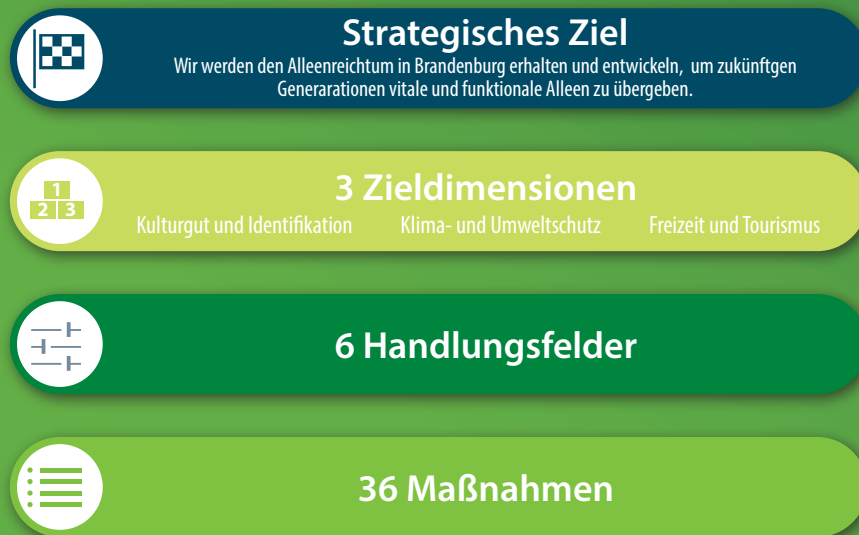 Strategisches Ziel
Wir werden den Alleenreichtum in Brandenburg erhalten und entwickeln, um zukünftgen
Generarationen vitale und funktionale Alleen zu übergeben.
1
2 3
3 Zieldimensionen
Kulturgut und Identifikation Klima- und Umweltschutz Freizeit und Tourismus
6 Handlungsfelder
36 Maßnahmen